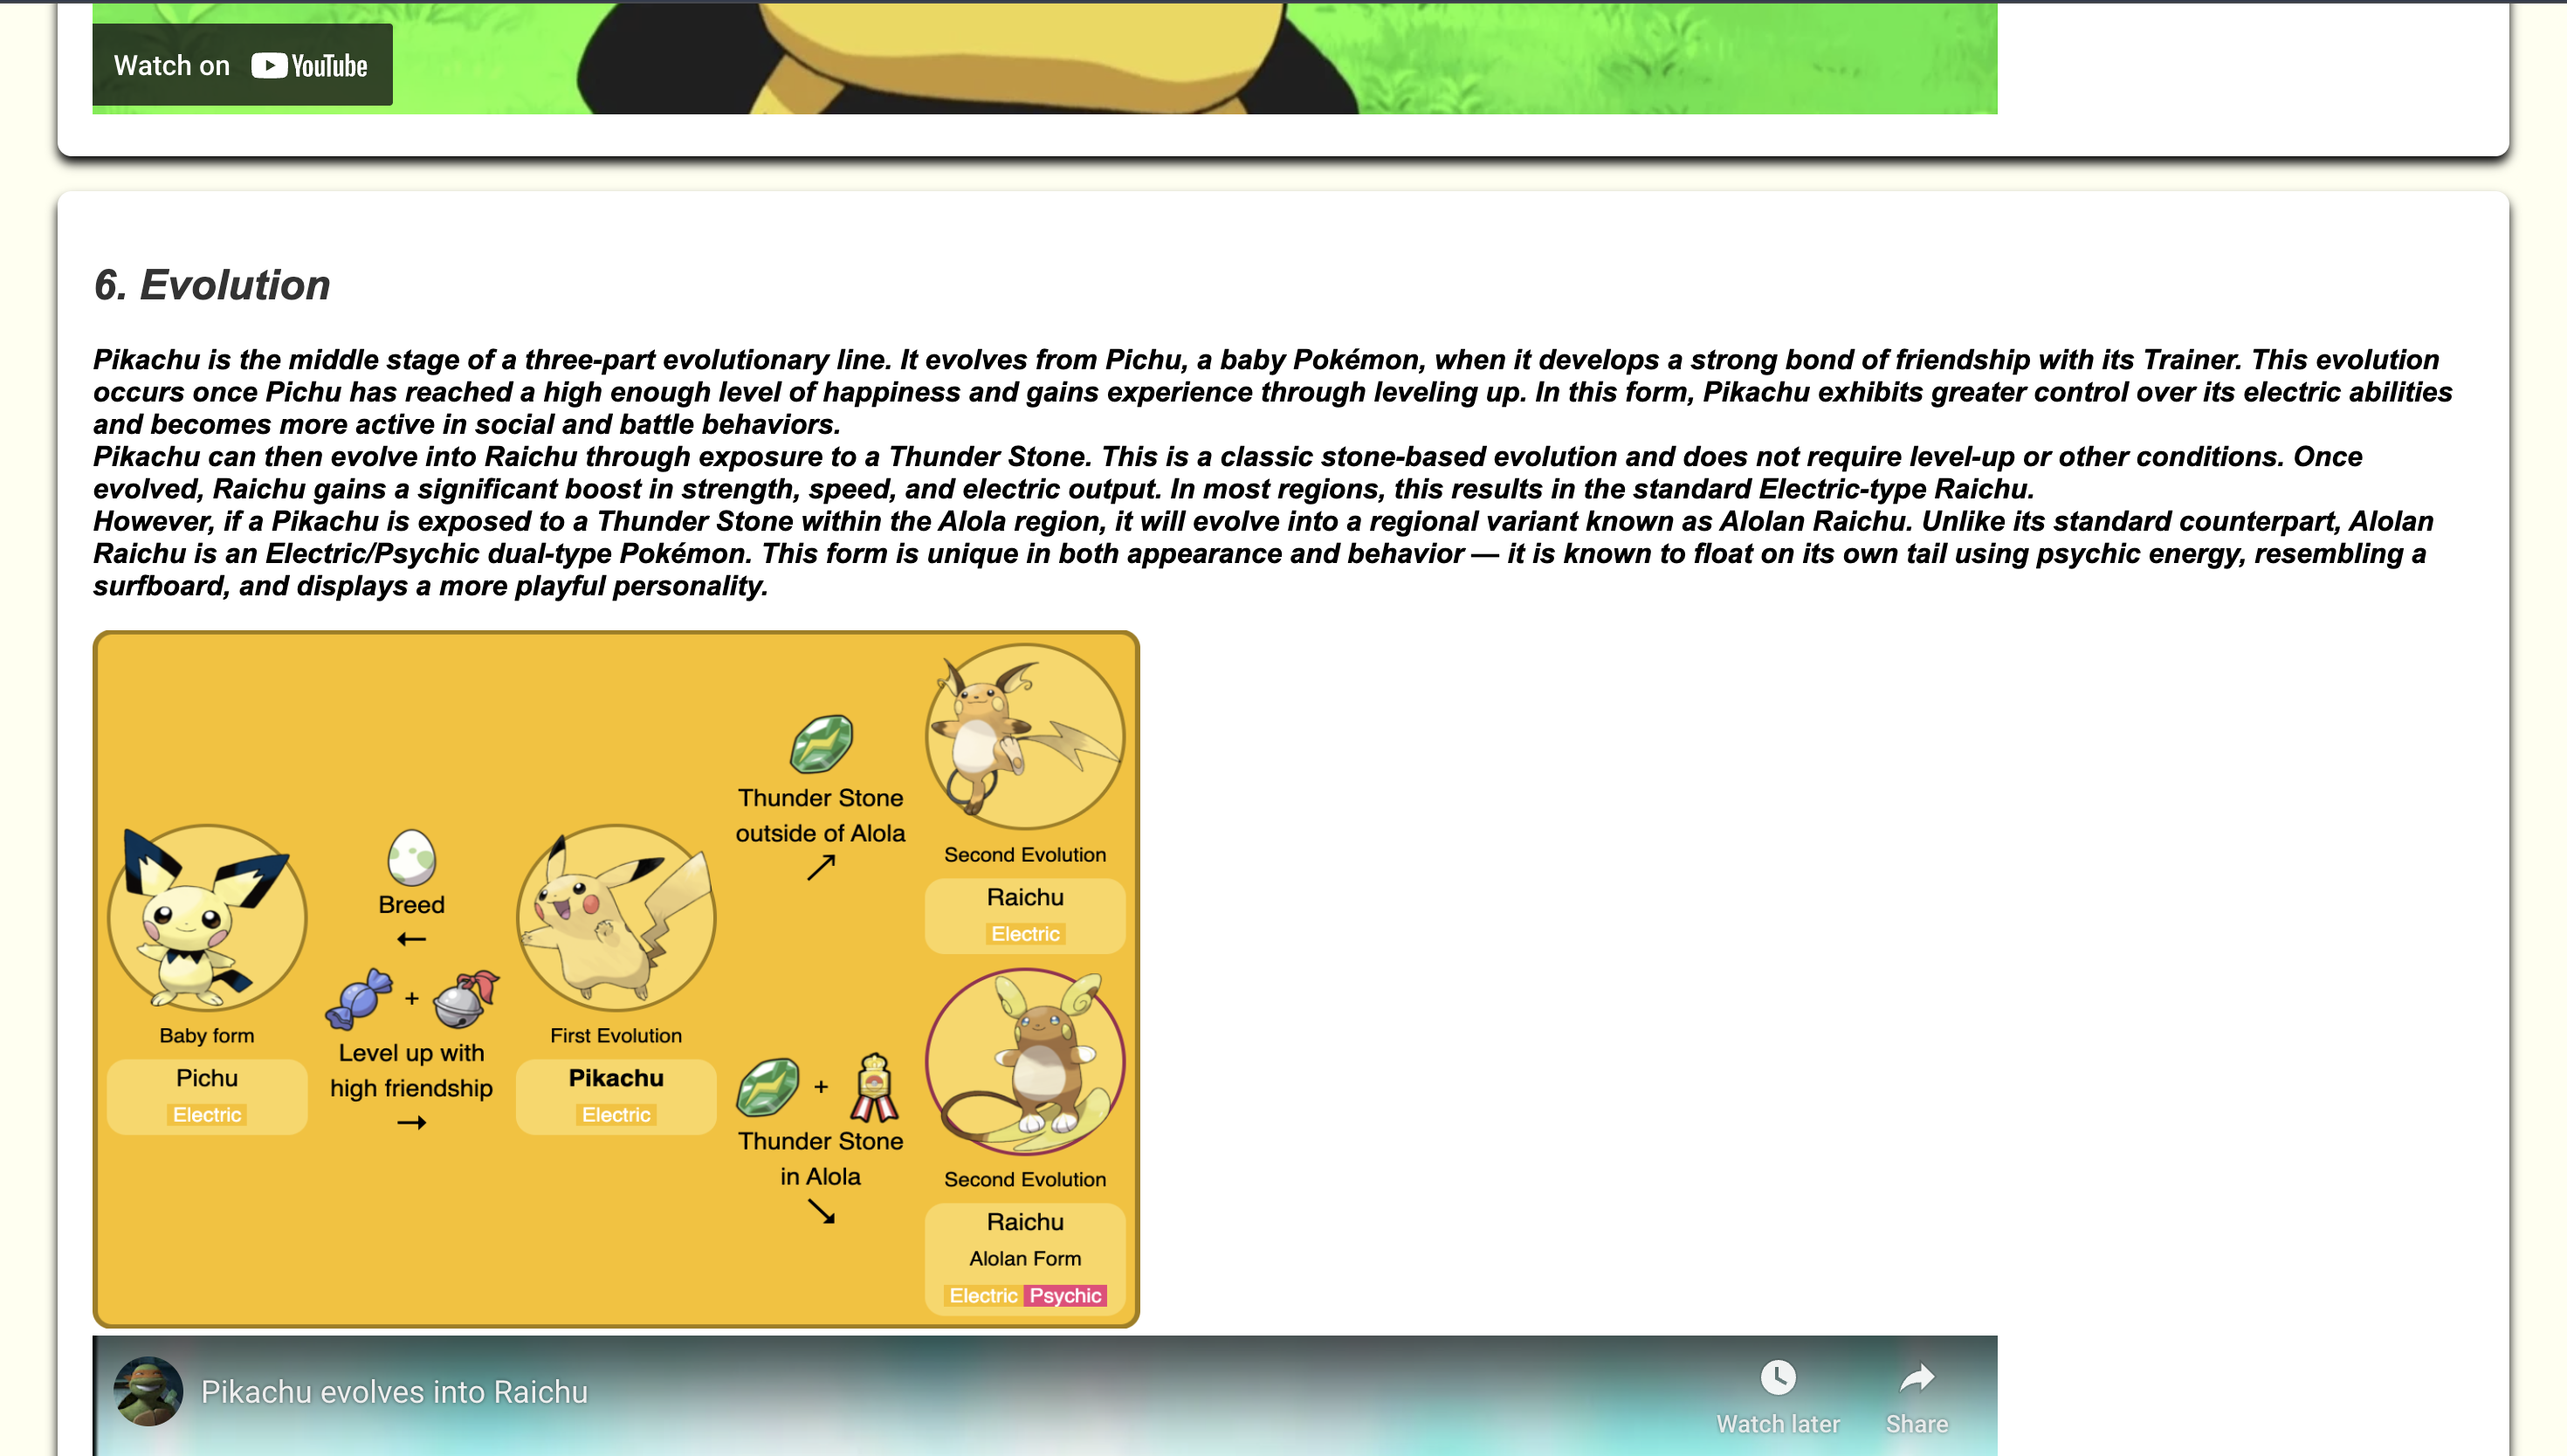 Watch on YouTube
6. Evolution
Pikachu is the middle stage of a three-part evolutionary line. It evolves from Pichu, a baby Pokémon, when it develops a strong bond of friendship with its Trainer. This evolution
occurs once Pichu has reached a high enough level of happiness and gains experience through leveling up. In this form, Pikachu exhibits greater control over its electric abilities
and becomes more active in social and battle behaviors.
Pikachu can then evolve into Raichu through exposure to a Thunder Stone. This is a classic stone-based evolution and does not require level-up or other conditions. Once
evolved, Raichu gains a significant boost in strength, speed, and electric output. In most regions, this results in the standard Electric-type Raichu.
However, if a Pikachu is exposed to a Thunder Stone within the Alola region, it will evolve into a regional variant known as Alolan Raichu. Unlike its standard counterpart, Alolan
Raichu is an Electric/Psychic dual-type Pokémon. This form is unique in both appearance and behavior — it is known to float on its own tail using psychic energy, resembling a
surfboard, and displays a more playful personality.
Baby form
Pichu
Electric
Breed
←
+
Level up with
high friendship
→
First Evolution
Pikachu
Electric
Thunder Stone
outside of Alola
↗
Second Evolution
Raichu
Electric
+
Thunder Stone
in Alola
↘
Second Evolution
Raichu
Alolan Form
Electric Psychic
Pikachu evolves into Raichu
Watch later
Share